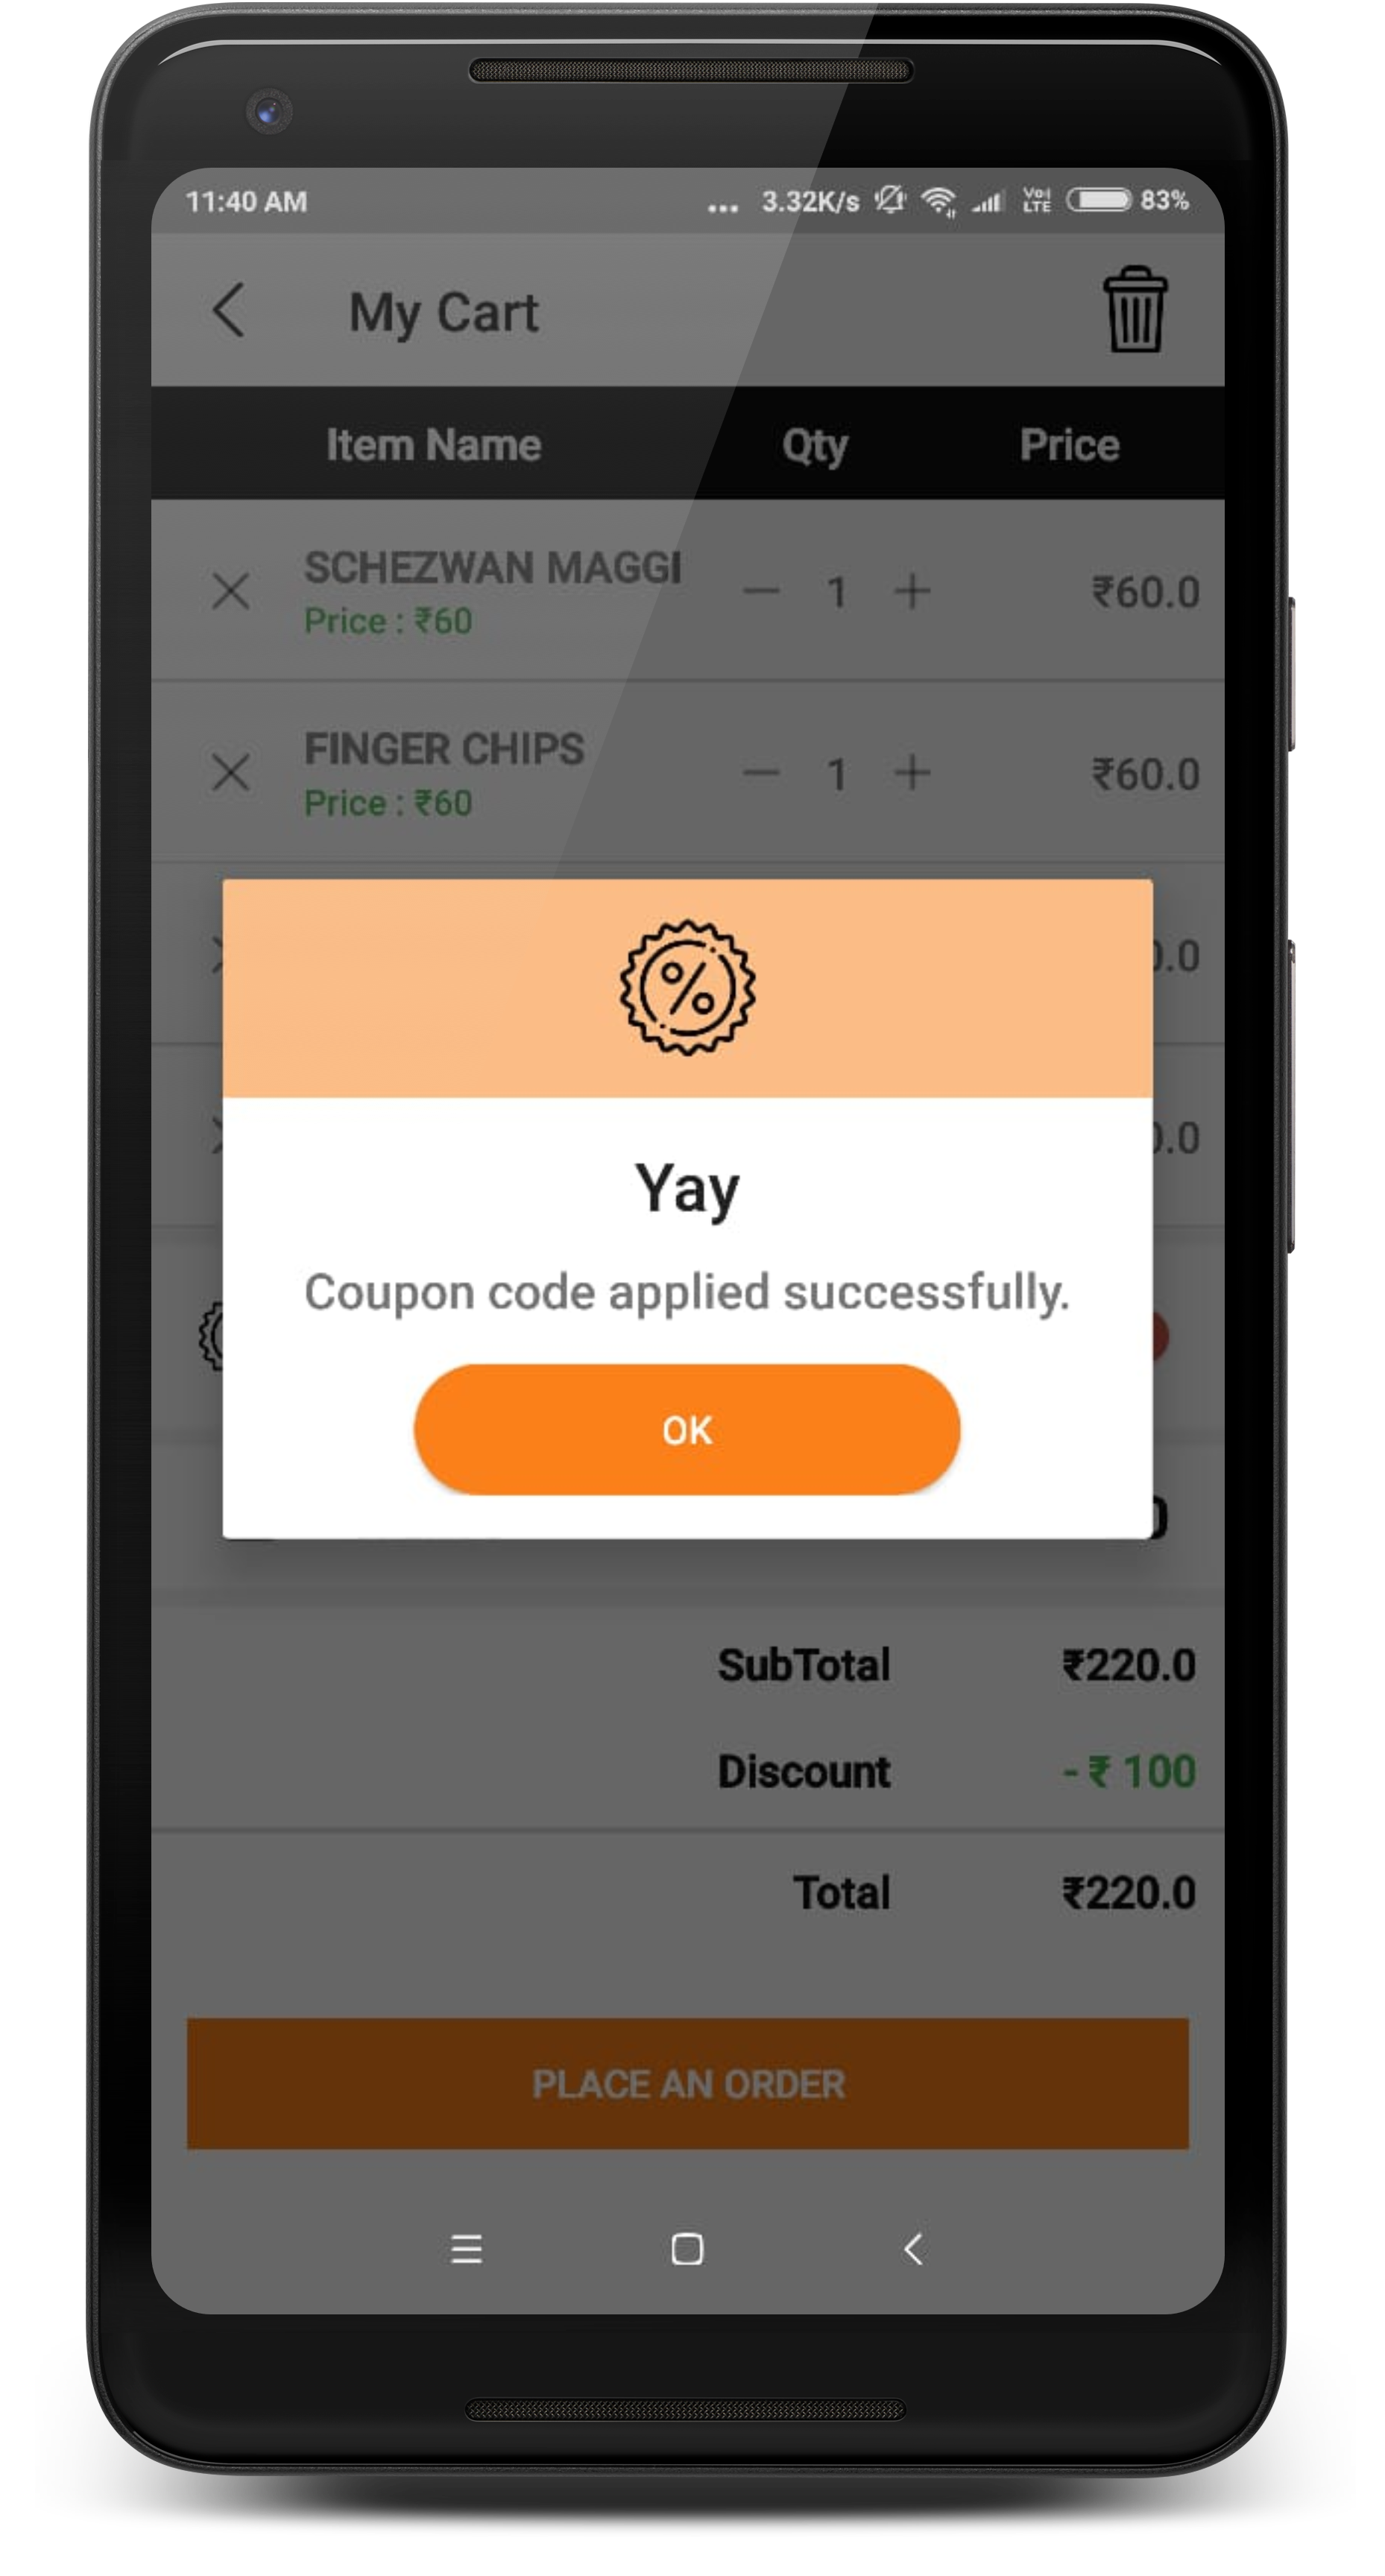 11:40 AM ... 3.32K/s VoI LTE 83%
My Cart
Item Name Qty Price
SCHEZWAN MAGGI 1 ₹60.0
Price : ₹60
FINGER CHIPS 1 ₹60.0
Price : ₹60
%
Yay
Coupon code applied successfully.
OK
SubTotal ₹220.0
Discount - ₹ 100
Total ₹220.0
PLACE AN ORDER